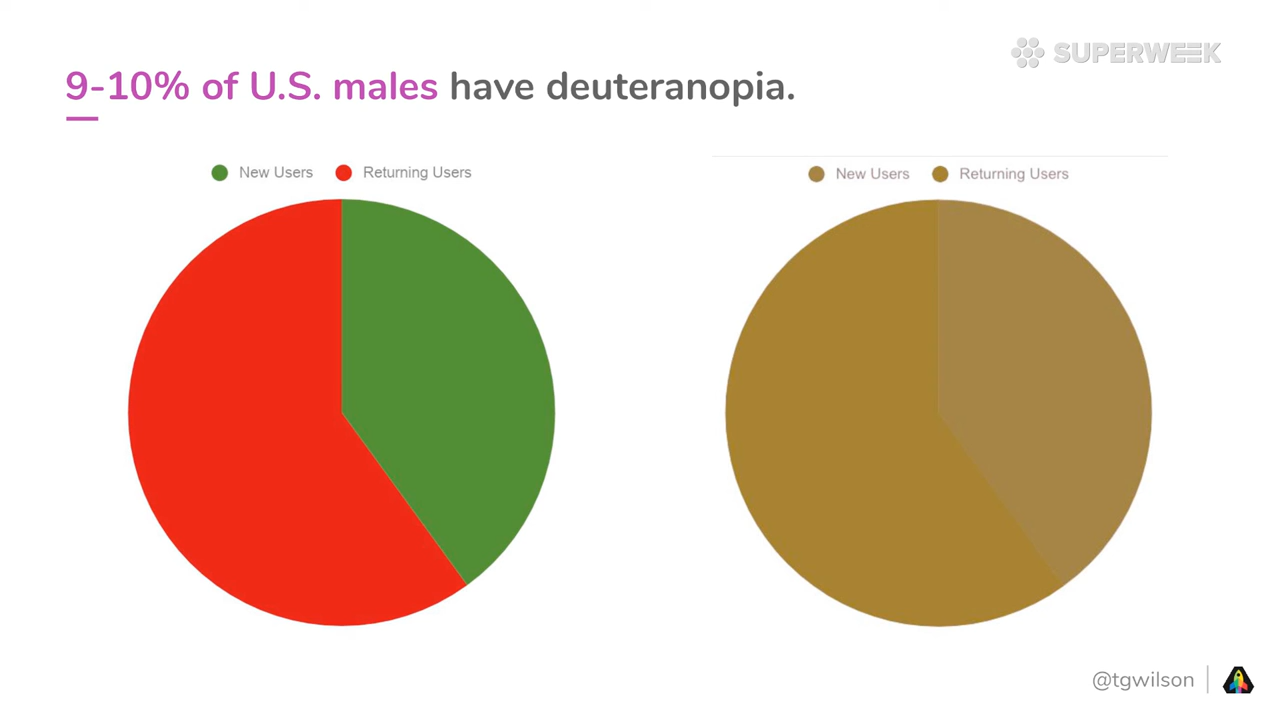 SUPERWEEK
9-10% of U.S. males have deuteranopia.
New Users Returning Users
New Users Returning Users
@tgwilson